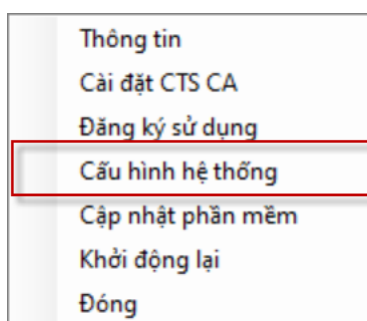 Thông tin
Cài đặt CTS CA
Đăng ký sử dụng
Cấu hình hệ thống
Cập nhật phần mềm
Khởi động lại
Đóng